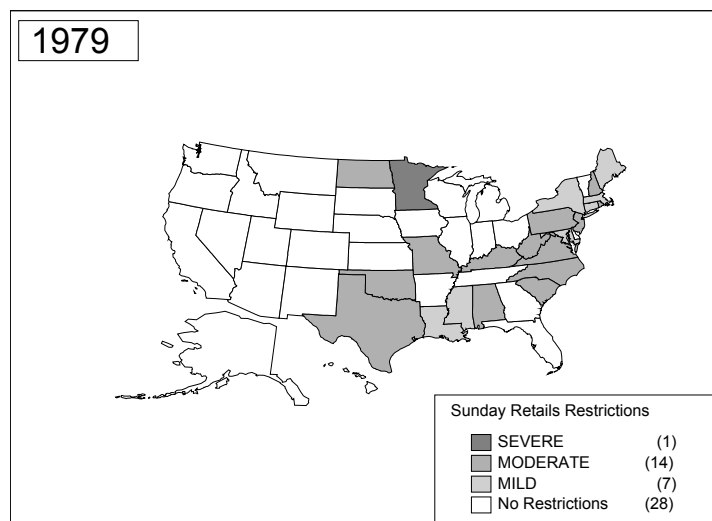 1979
Sunday Retails Restrictions
SEVERE (1)
MODERATE (14)
MILD (7)
No Restrictions (28)